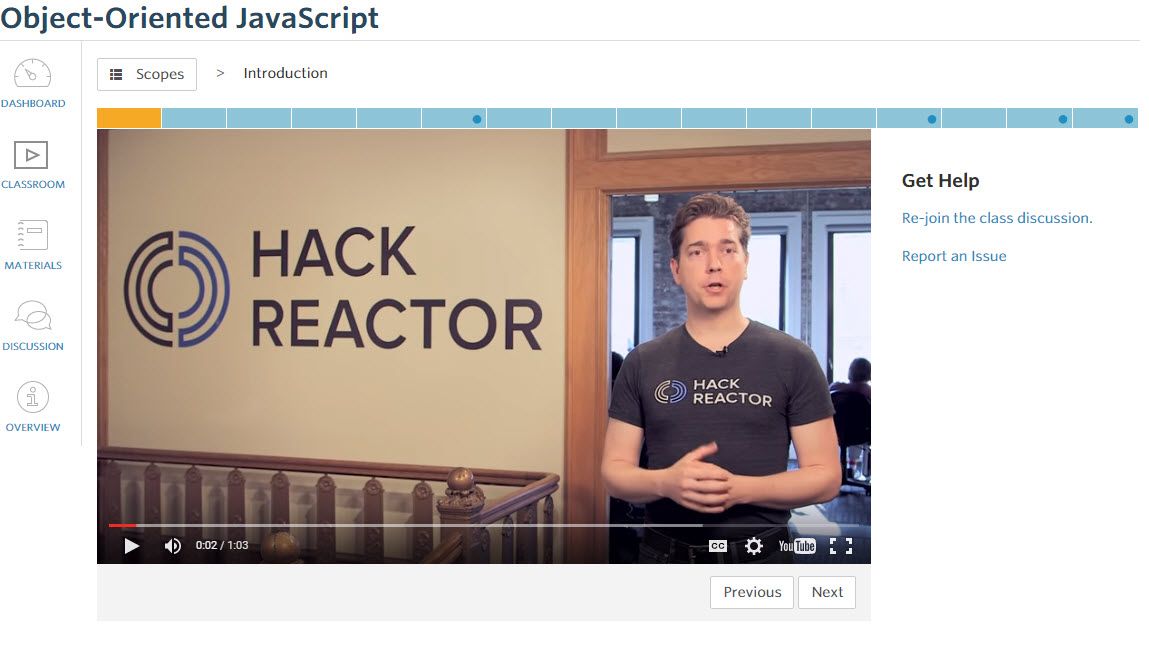 Object-Oriented JavaScript
DASHBOARD
CLASSROOM
MATERIALS
DISCUSSION
OVERVIEW
Scopes > Introduction
HACK
REACTOR
HACK
REACTOR
0:02 / 1:03
CC
YouTube
Previous
Next
Get Help
Re-join the class discussion.
Report an Issue